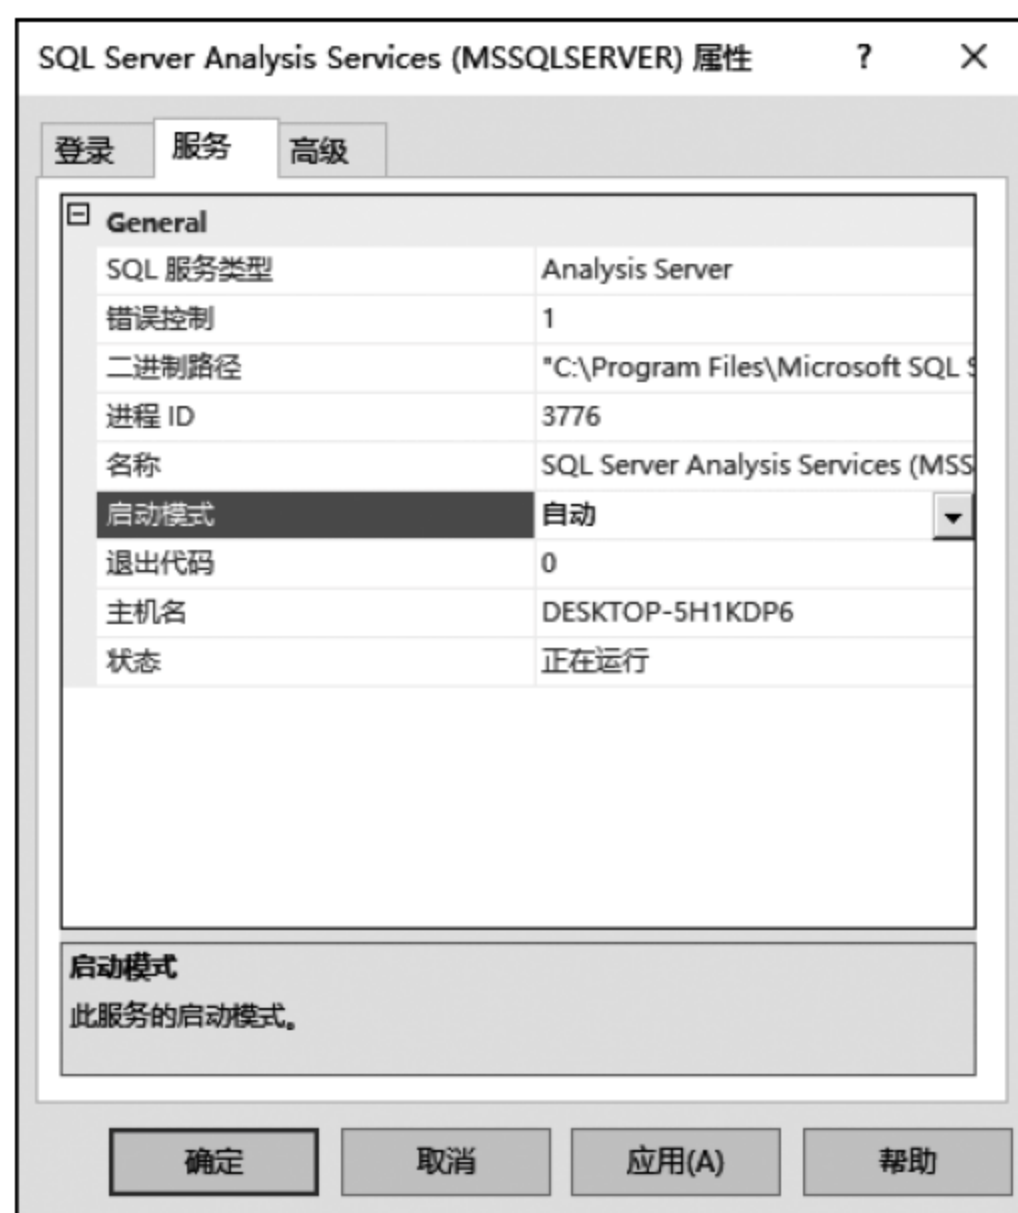 SQL Server Analysis Services (MSSQLSERVER) 属性 ? ×
登录 服务 高级
General
SQL 服务类型 Analysis Server
错误控制 1
二进制路径 "C:\Program Files\Microsoft SQL S
进程 ID 3776
名称 SQL Server Analysis Services (MSS
启动模式 自动
退出代码 0
主机名 DESKTOP-5H1KDP6
状态 正在运行
启动模式
此服务的启动模式。
确定 取消 应用(A) 帮助